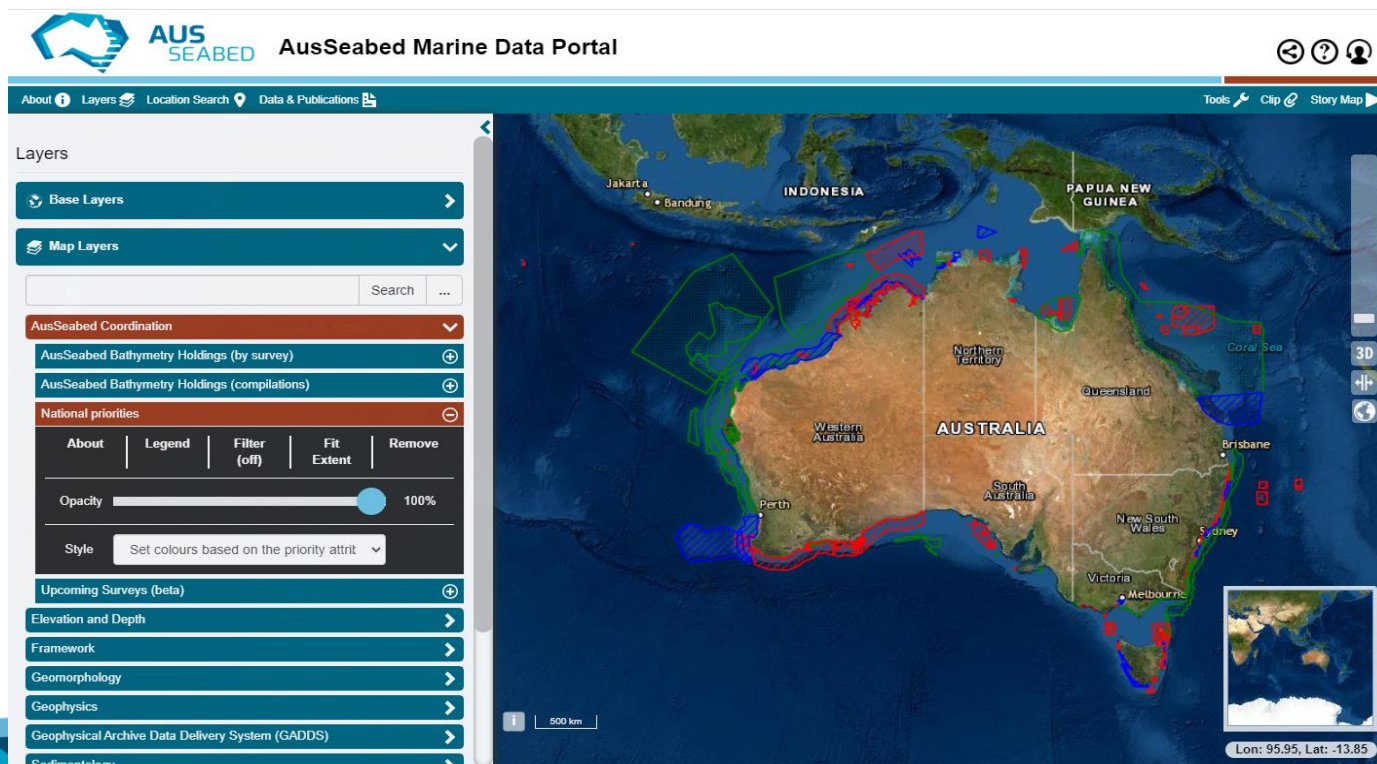 AUS
SEABED
AusSeabed Marine Data Portal
About Layers Location Search Data & Publications
Tools Clip Story Map
Layers
Base Layers
Map Layers
Search ...
AusSeabed Coordination
AusSeabed Bathymetry Holdings (by survey)
AusSeabed Bathymetry Holdings (compilations)
National priorities
About Legend Filter (off) Fit Extent Remove
Opacity 100%
Style Set colours based on the priority attrit
Upcoming Surveys (beta)
Elevation and Depth
Framework
Geomorphology
Geophysics
Geophysical Archive Data Delivery System (GADDS)
Sedimentology
Jakarta
Bandung
INDONESIA
PAPUA NEW
GUINEA
Coral Sea
3D
Northern
Territory
Queensland
Western
Australia
AUSTRALIA
Brisbane
South
Australia
Perth
New South
Wales
Sydney
Victoria
Melbourne
500 km
Lon: 95.95, Lat: -13.85